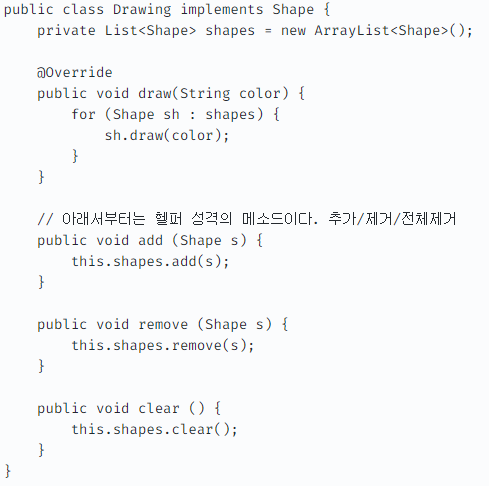 public class Drawing implements Shape {
    private List<Shape> shapes = new ArrayList<Shape>();

    @Override
    public void draw(String color) {
        for (Shape sh : shapes) {
            sh.draw(color);
        }
    }

    // 아래서부터는 헬퍼 성격의 메소드이다. 추가/제거/전체제거
    public void add (Shape s) {
        this.shapes.add(s);
    }

    public void remove (Shape s) {
        this.shapes.remove(s);
    }

    public void clear () {
        this.shapes.clear();
    }
}